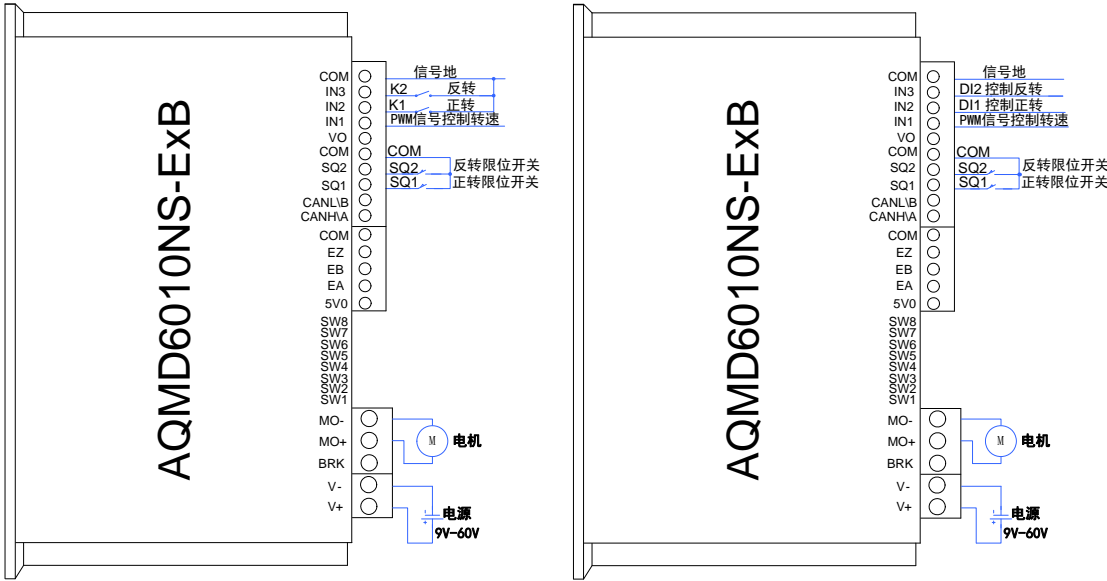 AQMD6010NS-ExB
COM 信号地
IN3 K2 反转
IN2 K1 正转
IN1 PWM信号控制转速
VO
COM COM
SQ2 SQ2 反转限位开关
SQ1 SQ1 正转限位开关
CANL\B
CANH\A
COM
EZ
EB
EA
5V0
SW8
SW7
SW6
SW5
SW4
SW3
SW2
SW1
MO-
MO+ M 电机
BRK
V-
V+ 电源
9V-60V
AQMD6010NS-ExB
COM 信号地
IN3 DI2 控制反转
IN2 DI1 控制正转
IN1 PWM信号控制转速
VO
COM COM
SQ2 SQ2 反转限位开关
SQ1 SQ1 正转限位开关
CANL\B
CANH\A
COM
EZ
EB
EA
5V0
SW8
SW7
SW6
SW5
SW4
SW3
SW2
SW1
MO-
MO+ M 电机
BRK
V-
V+ 电源
9V-60V